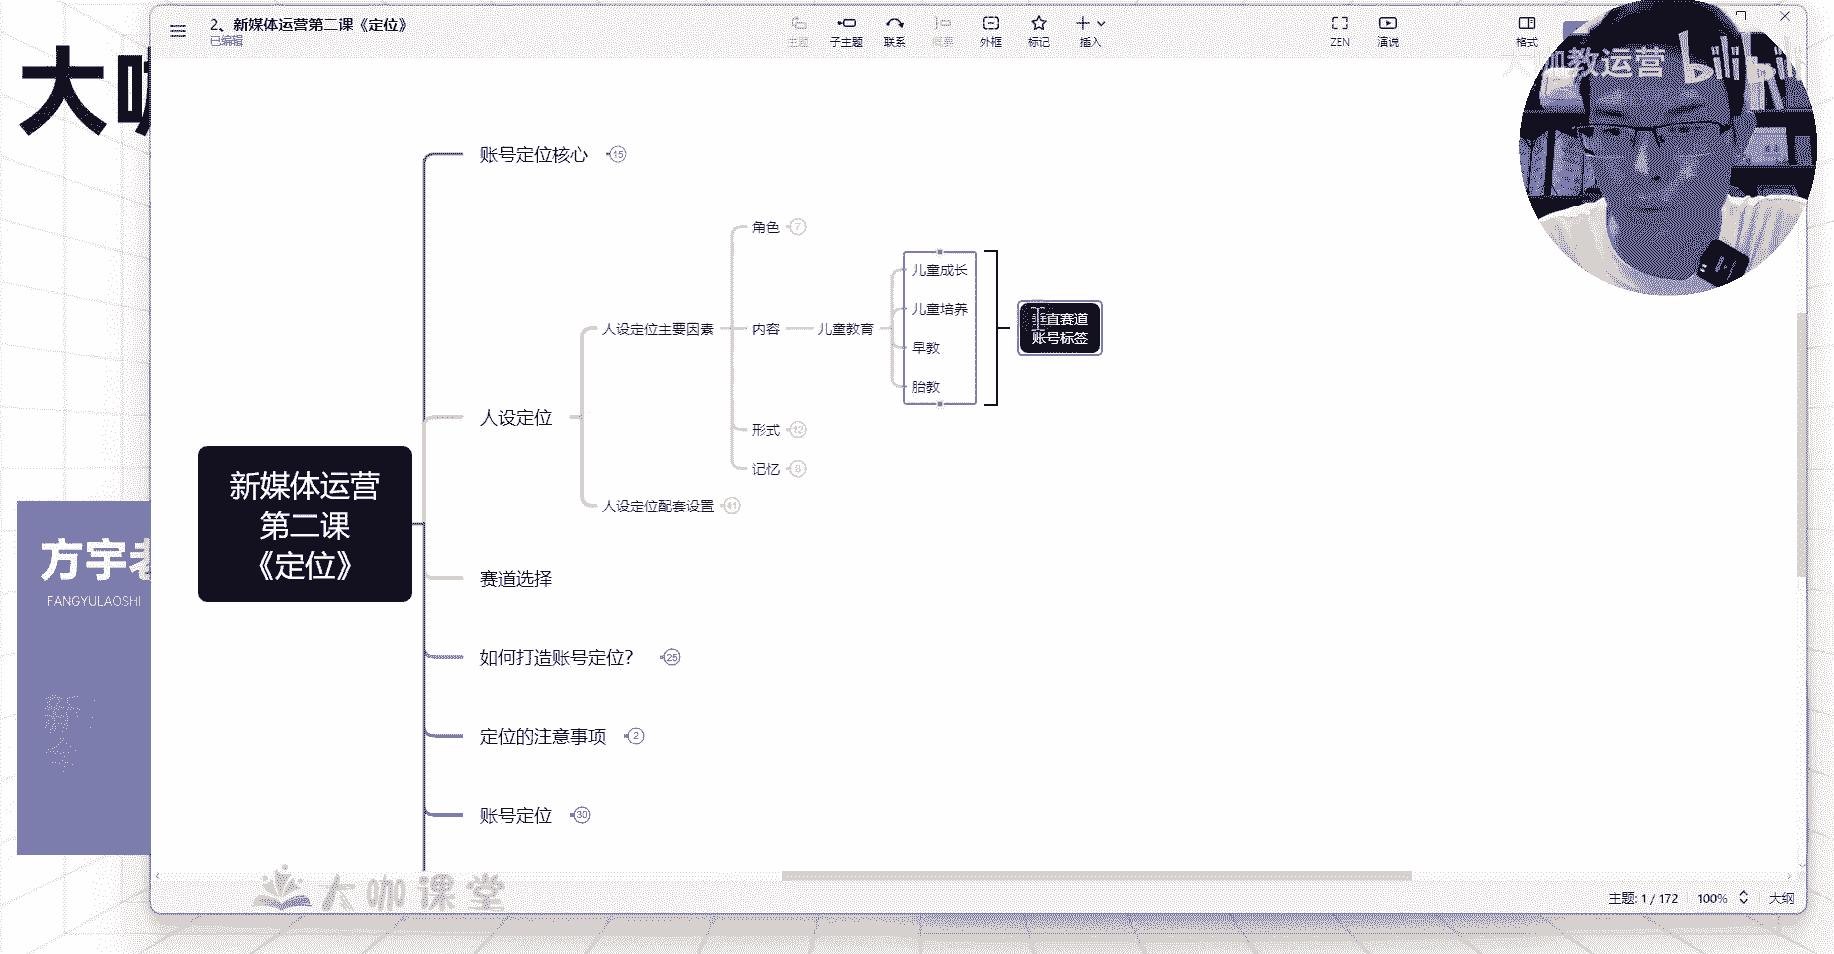 2、新媒体运营第二课《定位》
已编辑
主题
子主题
联系
概要
外框
标记
插入
ZEN
演说
格式
大咖教运营
bilibili
大咖
账号定位核心
15
角色
7
儿童成长
儿童培养
垂直赛道
账号标签
人设定位主要因素
内容
儿童教育
早教
胎教
人设定位
形式
12
记忆
8
新媒体运营
第二课
《定位》
人设定位配套设置
41
方宇老
FANGYULAOSHI
赛道选择
如何打造账号定位？
25
定位的注意事项
2
账号定位
30
大咖课堂
主题: 1 / 172
100%
大纲